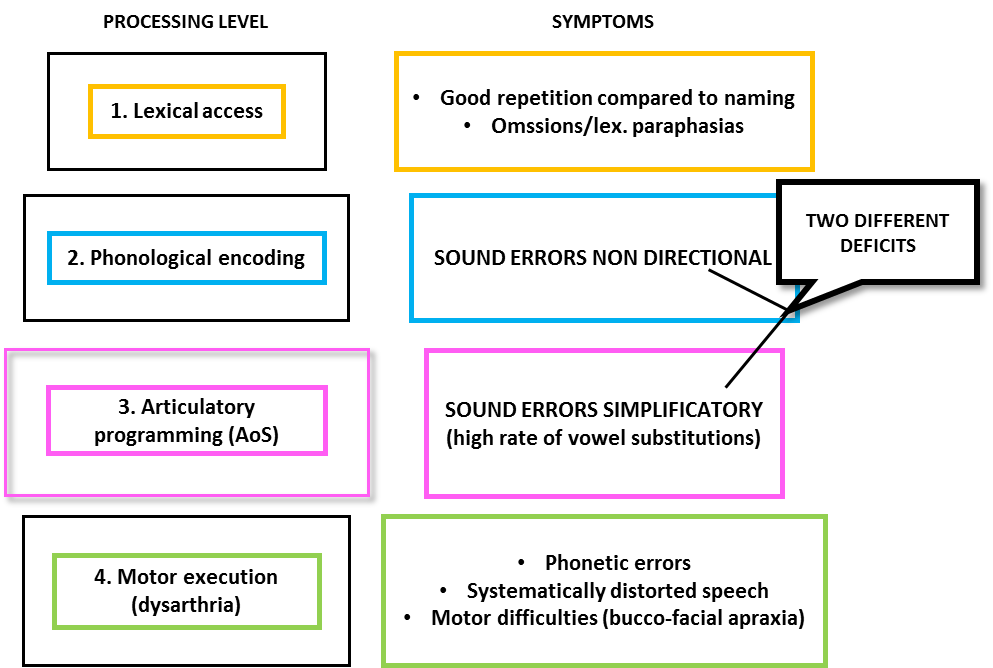 PROCESSING LEVEL
SYMPTOMS
1. Lexical access
• Good repetition compared to naming
• Omssions/lex. paraphasias
2. Phonological encoding
SOUND ERRORS NON DIRECTIONAL
TWO DIFFERENT
DEFICITS
3. Articulatory
programming (AoS)
SOUND ERRORS SIMPLIFICATORY
(high rate of vowel substitutions)
4. Motor execution
(dysarthria)
• Phonetic errors
• Systematically distorted speech
• Motor difficulties (bucco-facial apraxia)